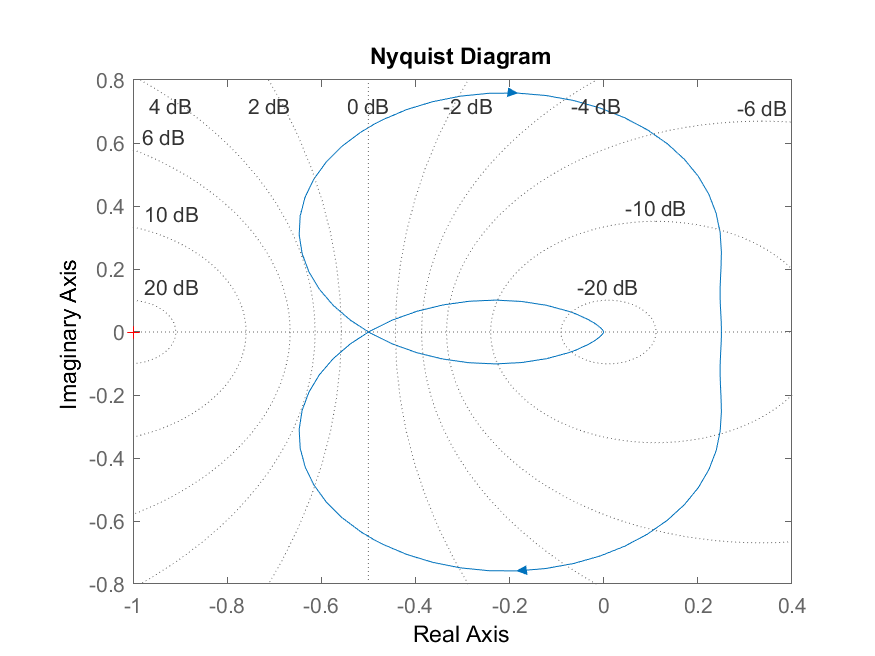 Nyquist Diagram
0.8
4 dB 2 dB 0 dB -2 dB -4 dB -6 dB
6 dB
0.6
0.4
10 dB -10 dB
0.2
20 dB -20 dB
0
-0.2
-0.4
-0.6
-0.8
Imaginary Axis
-1 -0.8 -0.6 -0.4 -0.2 0 0.2 0.4
Real Axis